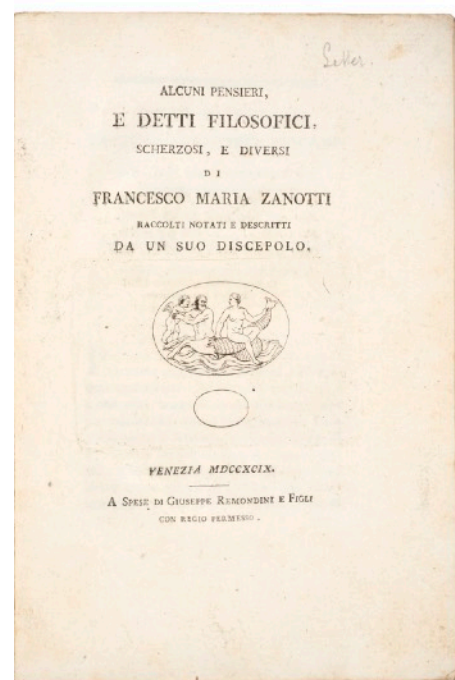 ALCUNI PENSIERI,
E DETTI FILOSOFICI,
SCHERZOSI, E DIVERSI
DI
FRANCESCO MARIA ZANOTTI
RACCOLTI NOTATI E DESCRITTI
DA UN SUO DISCEPOLO.
VENEZIA MDCCXCIX.
A SPESE DI GIUSEPPE REMONDINI E FIGLI
CON REGIO PERMESSO.